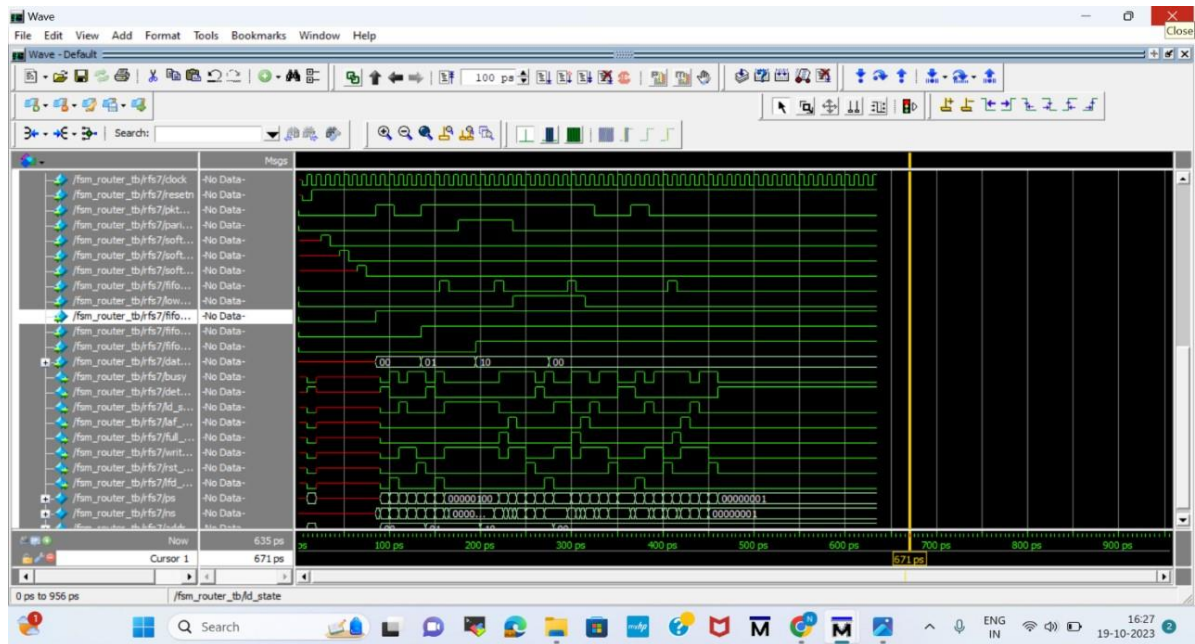 Wave
File Edit View Add Format Tools Bookmarks Window Help
Close
Wave - Default
100 ps
Search:
Msgs
/fsm_router_tb/rfs7/clock -No Data-
/fsm_router_tb/rfs7/resetn -No Data-
/fsm_router_tb/rfs7/pkt... -No Data-
/fsm_router_tb/rfs7/pari... -No Data-
/fsm_router_tb/rfs7/soft... -No Data-
/fsm_router_tb/rfs7/soft... -No Data-
/fsm_router_tb/rfs7/soft... -No Data-
/fsm_router_tb/rfs7/fifo... -No Data-
/fsm_router_tb/rfs7/low... -No Data-
/fsm_router_tb/rfs7/fifo... -No Data-
/fsm_router_tb/rfs7/fifo... -No Data-
/fsm_router_tb/rfs7/fifo... -No Data-
/fsm_router_tb/rfs7/dat... -No Data- 00 01 10 00
/fsm_router_tb/rfs7/busy -No Data-
/fsm_router_tb/rfs7/det... -No Data-
/fsm_router_tb/rfs7/ld_s... -No Data-
/fsm_router_tb/rfs7/laf_... -No Data-
/fsm_router_tb/rfs7/full_... -No Data-
/fsm_router_tb/rfs7/writ... -No Data-
/fsm_router_tb/rfs7/rst_... -No Data-
/fsm_router_tb/rfs7/lfd_... -No Data-
/fsm_router_tb/rfs7/ps -No Data- 00000100 00000001
/fsm_router_tb/rfs7/ns -No Data- 0000... 00000001
Now 635 ps ps 100 ps 200 ps 300 ps 400 ps 500 ps 600 ps 700 ps 800 ps 900 ps
Cursor 1 671 ps 671 ps
0 ps to 956 ps /fsm_router_tb/ld_state
Search
ENG
IN
16:27
19-10-2023
2